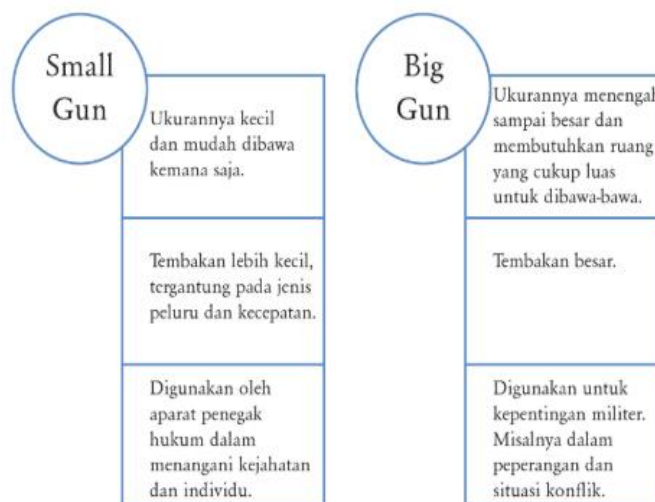 Small
Gun
Ukurannya kecil
dan mudah dibawa
kemana saja.
Tembakan lebih kecil,
tergantung pada jenis
peluru dan kecepatan.
Digunakan oleh
aparat penegak
hukum dalam
menangani kejahatan
dan individu.
Big
Gun
Ukurannya menengah
sampai besar dan
membutuhkan ruang
yang cukup luas
untuk dibawa-bawa.
Tembakan besar.
Digunakan untuk
kepentingan militer.
Misalnya dalam
peperangan dan
situasi konflik.